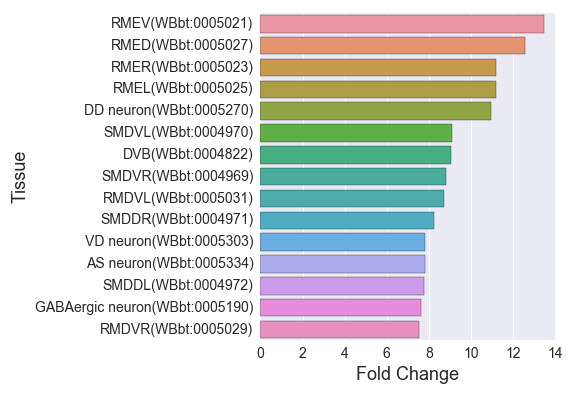 Tissue
RMEV(WBbt:0005021)
RMED(WBbt:0005027)
RMER(WBbt:0005023)
RMEL(WBbt:0005025)
DD neuron(WBbt:0005270)
SMDVL(WBbt:0004970)
DVB(WBbt:0004822)
SMDVR(WBbt:0004969)
RMDVL(WBbt:0005031)
SMDDR(WBbt:0004971)
VD neuron(WBbt:0005303)
AS neuron(WBbt:0005334)
SMDDL(WBbt:0004972)
GABAergic neuron(WBbt:0005190)
RMDVR(WBbt:0005029)
0 2 4 6 8 10 12 14
Fold Change